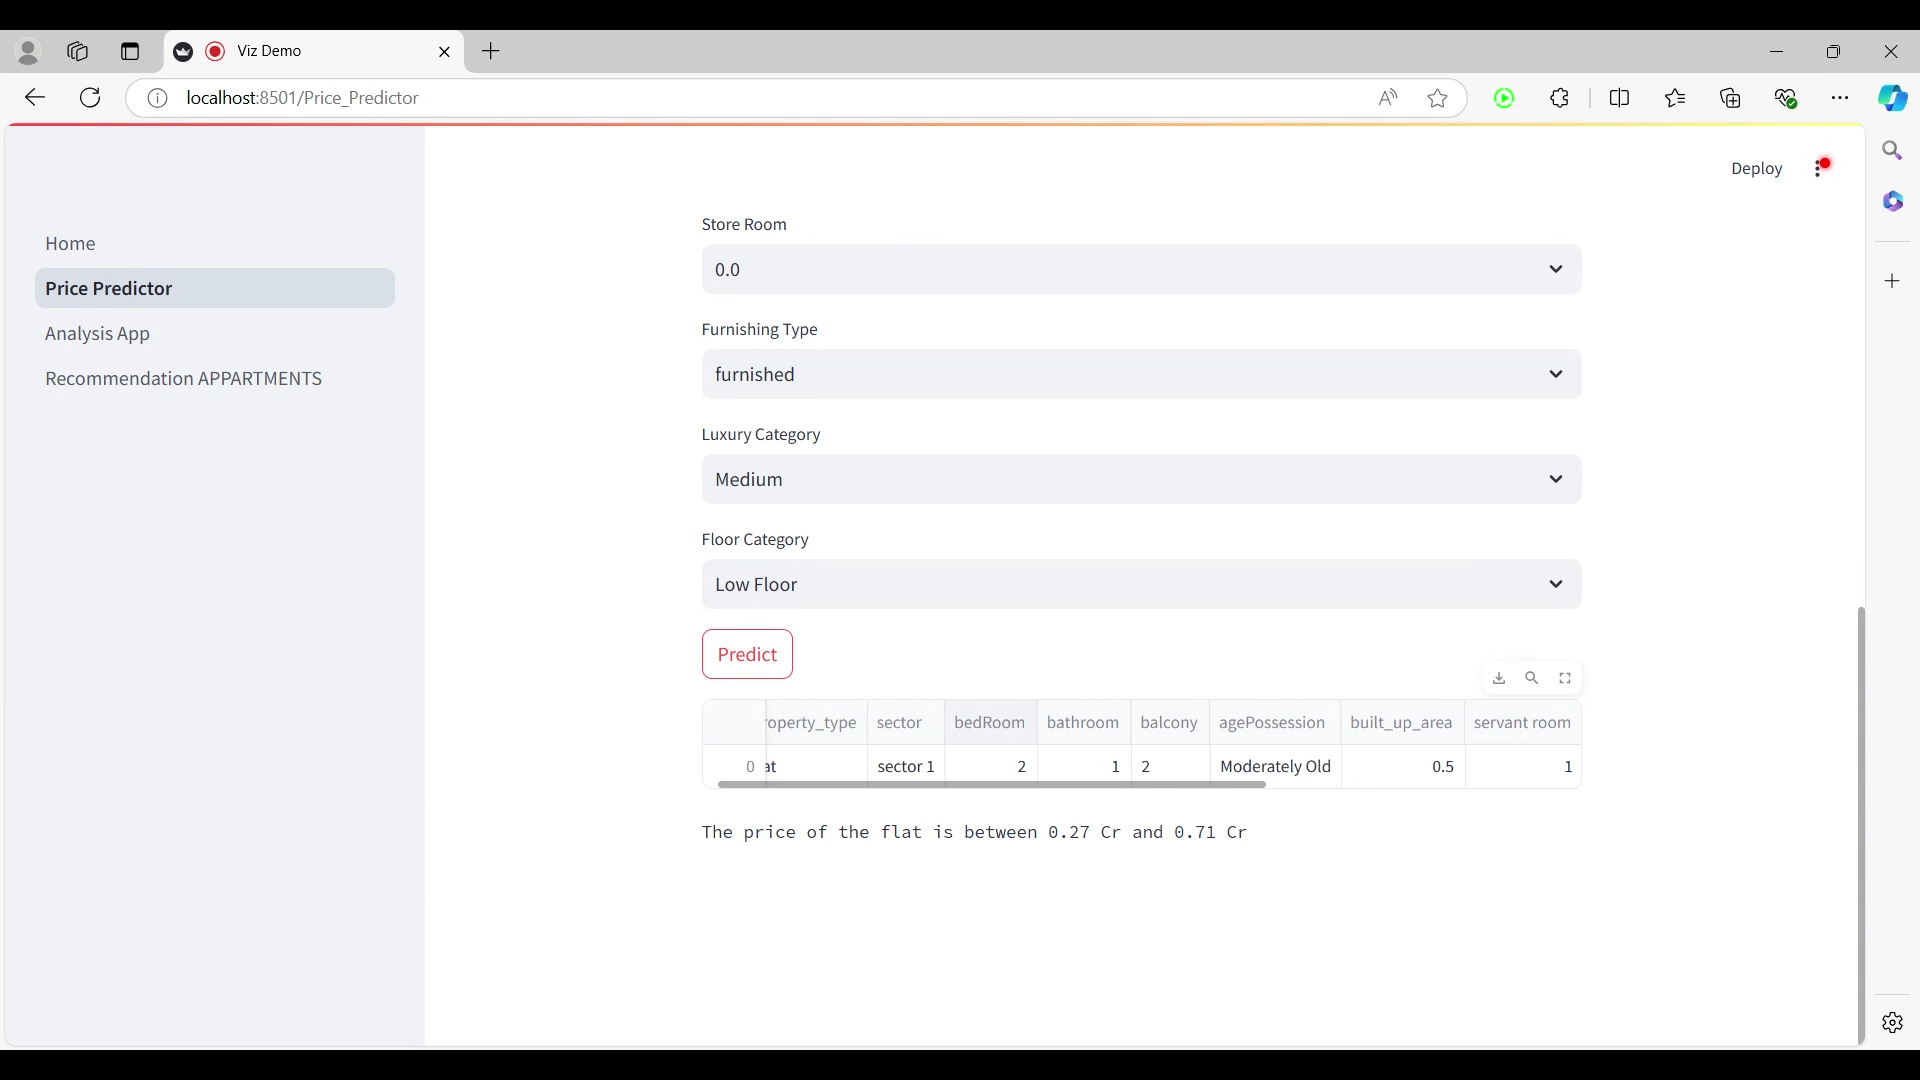 Viz Demo
localhost:8501/Price_Predictor
Deploy
Home
Price Predictor
Analysis App
Recommendation APPARTMENTS
Store Room
0.0
Furnishing Type
furnished
Luxury Category
Medium
Floor Category
Low Floor
Predict
roperty_type sector bedRoom bathroom balcony agePossession built_up_area servant room
0 at sector 1 2 1 2 Moderately Old 0.5 1
The price of the flat is between 0.27 Cr and 0.71 Cr